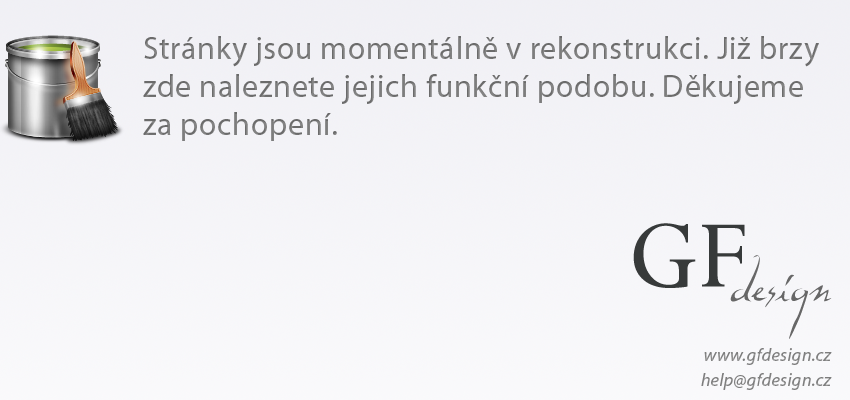 Stránky jsou momentálně v rekonstrukci. Již brzy
zde naleznete jejich funkční podobu. Děkujeme
za pochopení.
GF
design
www.gfdesign.cz
help@gfdesign.cz